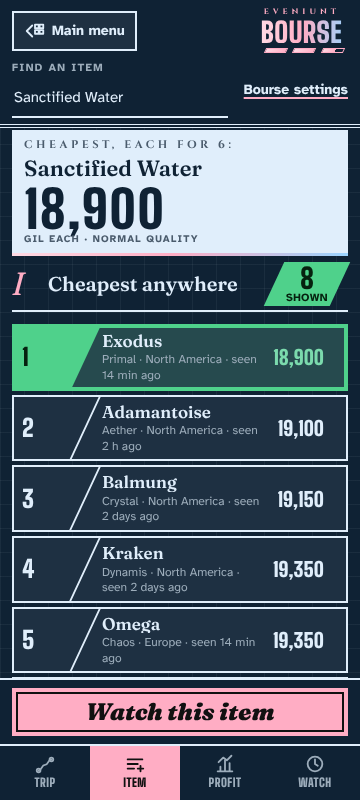 Main menu
EVENIUNT
BOURSE
FIND AN ITEM
Sanctified Water
Bourse settings
CHEAPEST, EACH FOR 6:
Sanctified Water
18,900
GIL EACH · NORMAL QUALITY
I
Cheapest anywhere
8
SHOWN
1
Exodus
Primal · North America · seen
14 min ago
18,900
2
Adamantoise
Aether · North America · seen
2 h ago
19,100
3
Balmung
Crystal · North America · seen
2 days ago
19,150
4
Kraken
Dynamis · North America ·
seen 2 days ago
19,350
5
Omega
Chaos · Europe · seen 14 min
ago
19,350
Watch this item
TRIP
ITEM
PROFIT
WATCH